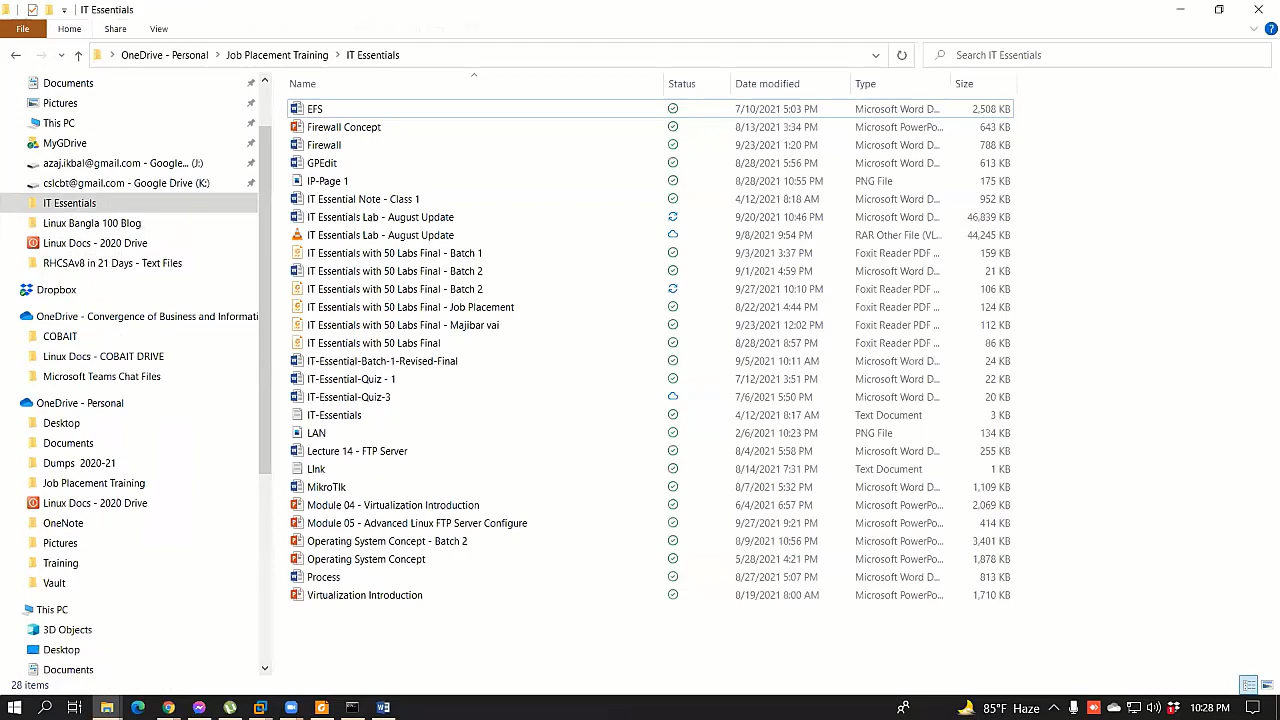 IT Essentials
File Home Share View
OneDrive - Personal > Job Placement Training > IT Essentials
Search IT Essentials
Name Status Date modified Type Size
Documents
Pictures
This PC
MyGDrive
azaj.ikbal@gmail.com - Google... (J:)
cslcbt@gmail.com - Google Drive (K:)
IT Essentials
Linux Bangla 100 Blog
Linux Docs - 2020 Drive
RHCSAv8 in 21 Days - Text Files
Dropbox
OneDrive - Convergence of Business and Informati
COBAIT
Linux Docs - COBAIT DRIVE
Microsoft Teams Chat Files
OneDrive - Personal
Desktop
Documents
Dumps 2020-21
Job Placement Training
Linux Docs - 2020 Drive
OneNote
Pictures
Training
Vault
This PC
3D Objects
Desktop
Documents
EFS 7/10/2021 5:03 PM Microsoft Word D... 2,508 KB
Firewall Concept 8/13/2021 3:34 PM Microsoft PowerPo... 643 KB
Firewall 9/23/2021 1:20 PM Microsoft Word D... 788 KB
GPEdit 8/28/2021 5:56 PM Microsoft Word D... 613 KB
IP-Page 1 8/28/2021 10:55 PM PNG File 175 KB
IT Essential Note - Class 1 4/12/2021 8:18 AM Microsoft Word D... 952 KB
IT Essentials Lab - August Update 9/20/2021 10:46 PM Microsoft Word D... 46,839 KB
IT Essentials Lab - August Update 9/8/2021 9:54 PM RAR Other File (VL... 44,245 KB
IT Essentials with 50 Labs Final - Batch 1 9/3/2021 3:37 PM Foxit Reader PDF ... 159 KB
IT Essentials with 50 Labs Final - Batch 2 9/1/2021 4:59 PM Microsoft Word D... 21 KB
IT Essentials with 50 Labs Final - Batch 2 9/27/2021 10:10 PM Foxit Reader PDF ... 106 KB
IT Essentials with 50 Labs Final - Job Placement 8/22/2021 4:44 PM Foxit Reader PDF ... 124 KB
IT Essentials with 50 Labs Final - Majibar vai 9/23/2021 12:02 PM Foxit Reader PDF ... 112 KB
IT Essentials with 50 Labs Final 8/28/2021 8:57 PM Foxit Reader PDF ... 86 KB
IT-Essential-Batch-1-Revised-Final 9/5/2021 10:11 AM Microsoft Word D... 24 KB
IT-Essential-Quiz - 1 7/12/2021 3:51 PM Microsoft Word D... 22 KB
IT-Essential-Quiz-3 7/6/2021 5:50 PM Microsoft Word D... 20 KB
IT-Essentials 4/12/2021 8:17 AM Text Document 3 KB
LAN 2/6/2021 10:23 PM PNG File 134 KB
Lecture 14 - FTP Server 8/4/2021 5:58 PM Microsoft Word D... 255 KB
LInk 8/14/2021 7:31 PM Text Document 1 KB
MikroTIk 8/7/2021 5:32 PM Microsoft Word D... 1,109 KB
Module 04 - Virtualization Introduction 6/4/2021 6:57 PM Microsoft PowerPo... 2,069 KB
Module 05 - Advanced Linux FTP Server Configure 9/27/2021 9:21 PM Microsoft PowerPo... 414 KB
Operating System Concept - Batch 2 8/9/2021 10:56 PM Microsoft PowerPo... 3,401 KB
Operating System Concept 5/28/2021 4:21 PM Microsoft PowerPo... 1,878 KB
Process 8/27/2021 5:07 PM Microsoft Word D... 813 KB
Virtualization Introduction 8/19/2021 8:00 AM Microsoft PowerPo... 1,710 KB
28 items
85°F Haze 10:28 PM